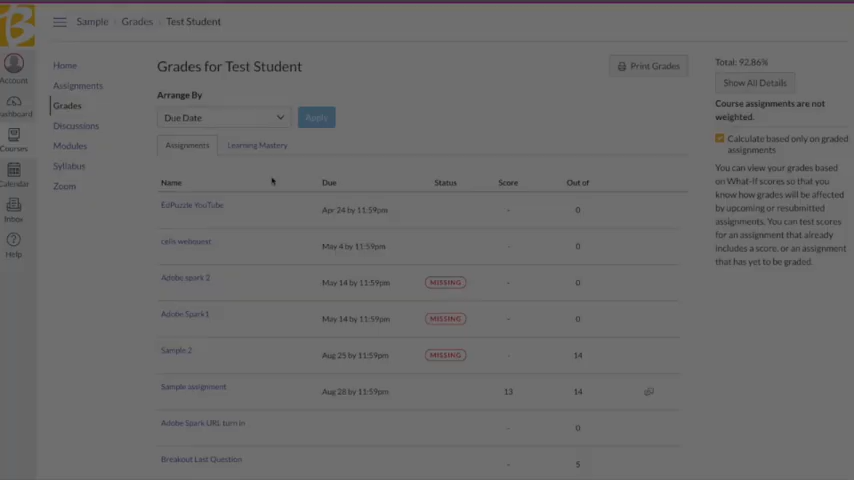 B
Sample > Grades > Test Student
Account
Dashboard
Courses
Calendar
Inbox
Help
Home
Assignments
Grades
Discussions
Modules
Syllabus
Zoom
Grades for Test Student
Print Grades
Arrange By
Due Date
Apply
Assignments
Learning Mastery
Name Due Status Score Out of
EdPuzzle YouTube Apr 24 by 11:59pm - 0
cells webquest May 4 by 11:59pm - 0
Adobe spark 2 May 14 by 11:59pm MISSING - 0
Adobe Spark1 May 14 by 11:59pm MISSING - 0
Sample 2 Aug 25 by 11:59pm MISSING - 14
Sample assignment Aug 28 by 11:59pm 13 14
Adobe Spark URL turn in - 0
Breakout Last Question - 5
Total: 92.86%
Show All Details
Course assignments are not
weighted.
Calculate based only on graded
assignments
You can view your grades based
on What-If scores so that you
know how grades will be affected
by upcoming or resubmitted
assignments. You can test scores
for an assignment that already
includes a score, or an assignment
that has yet to be graded.